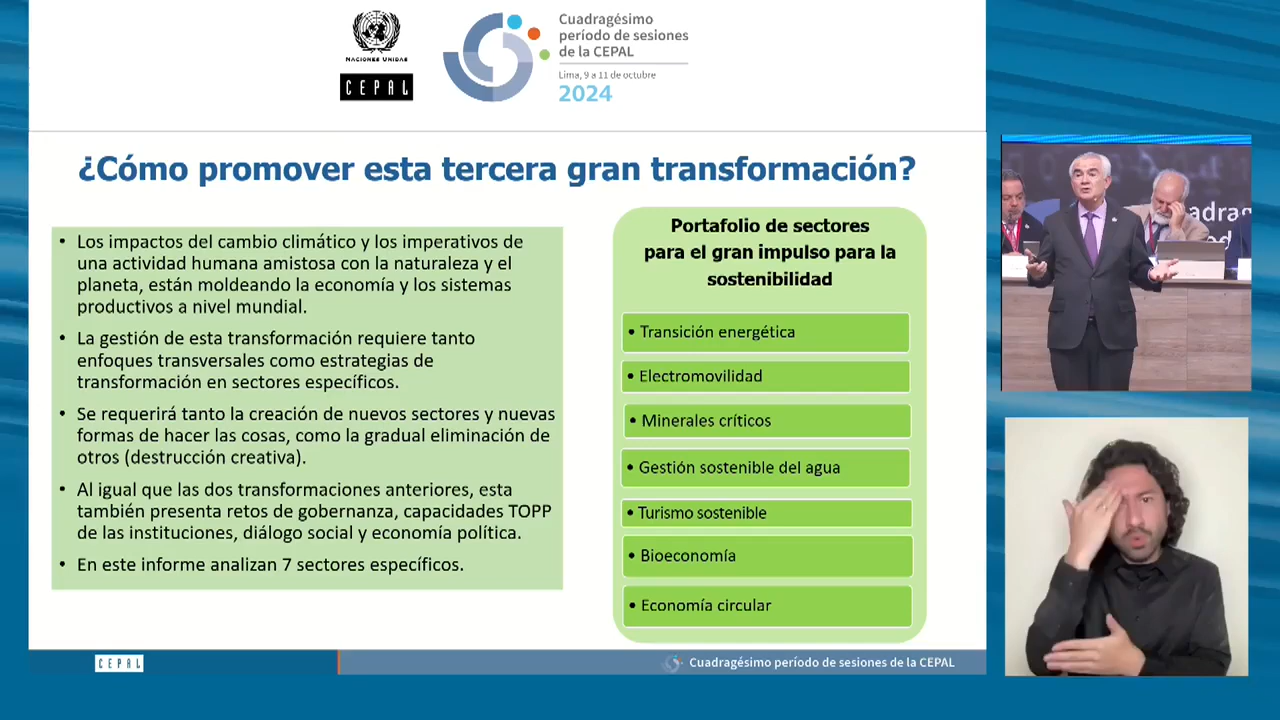 NACIONES UNIDAS
CEPAL
Cuadragésimo
período de sesiones
de la CEPAL
Lima, 9 a 11 de octubre
2024
¿Cómo promover esta tercera gran transformación?
• Los impactos del cambio climático y los imperativos de
una actividad humana amistosa con la naturaleza y el
planeta, están moldeando la economía y los sistemas
productivos a nivel mundial.
• La gestión de esta transformación requiere tanto
enfoques transversales como estrategias de
transformación en sectores específicos.
• Se requerirá tanto la creación de nuevos sectores y nuevas
formas de hacer las cosas, como la gradual eliminación de
otros (destrucción creativa).
• Al igual que las dos transformaciones anteriores, esta
también presenta retos de gobernanza, capacidades TOPP
de las instituciones, diálogo social y economía política.
• En este informe analizan 7 sectores específicos.
Portafolio de sectores
para el gran impulso para la
sostenibilidad
• Transición energética
• Electromovilidad
• Minerales críticos
• Gestión sostenible del agua
• Turismo sostenible
• Bioeconomía
• Economía circular
CEPAL
Cuadragésimo período de sesiones de la CEPAL